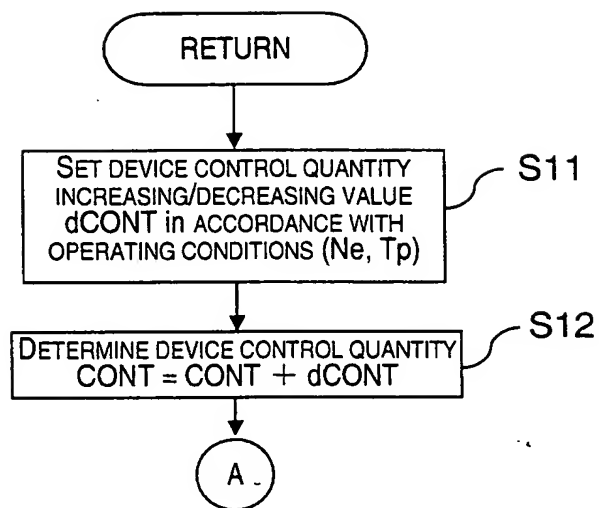 RETURN
SET DEVICE CONTROL QUANTITY
INCREASING/DECREASING VALUE
dCONT in ACCORDANCE WITH
OPERATING CONDITIONS (Ne, Tp)
S11
DETERMINE DEVICE CONTROL QUANTITY
CONT = CONT + dCONT
S12
A